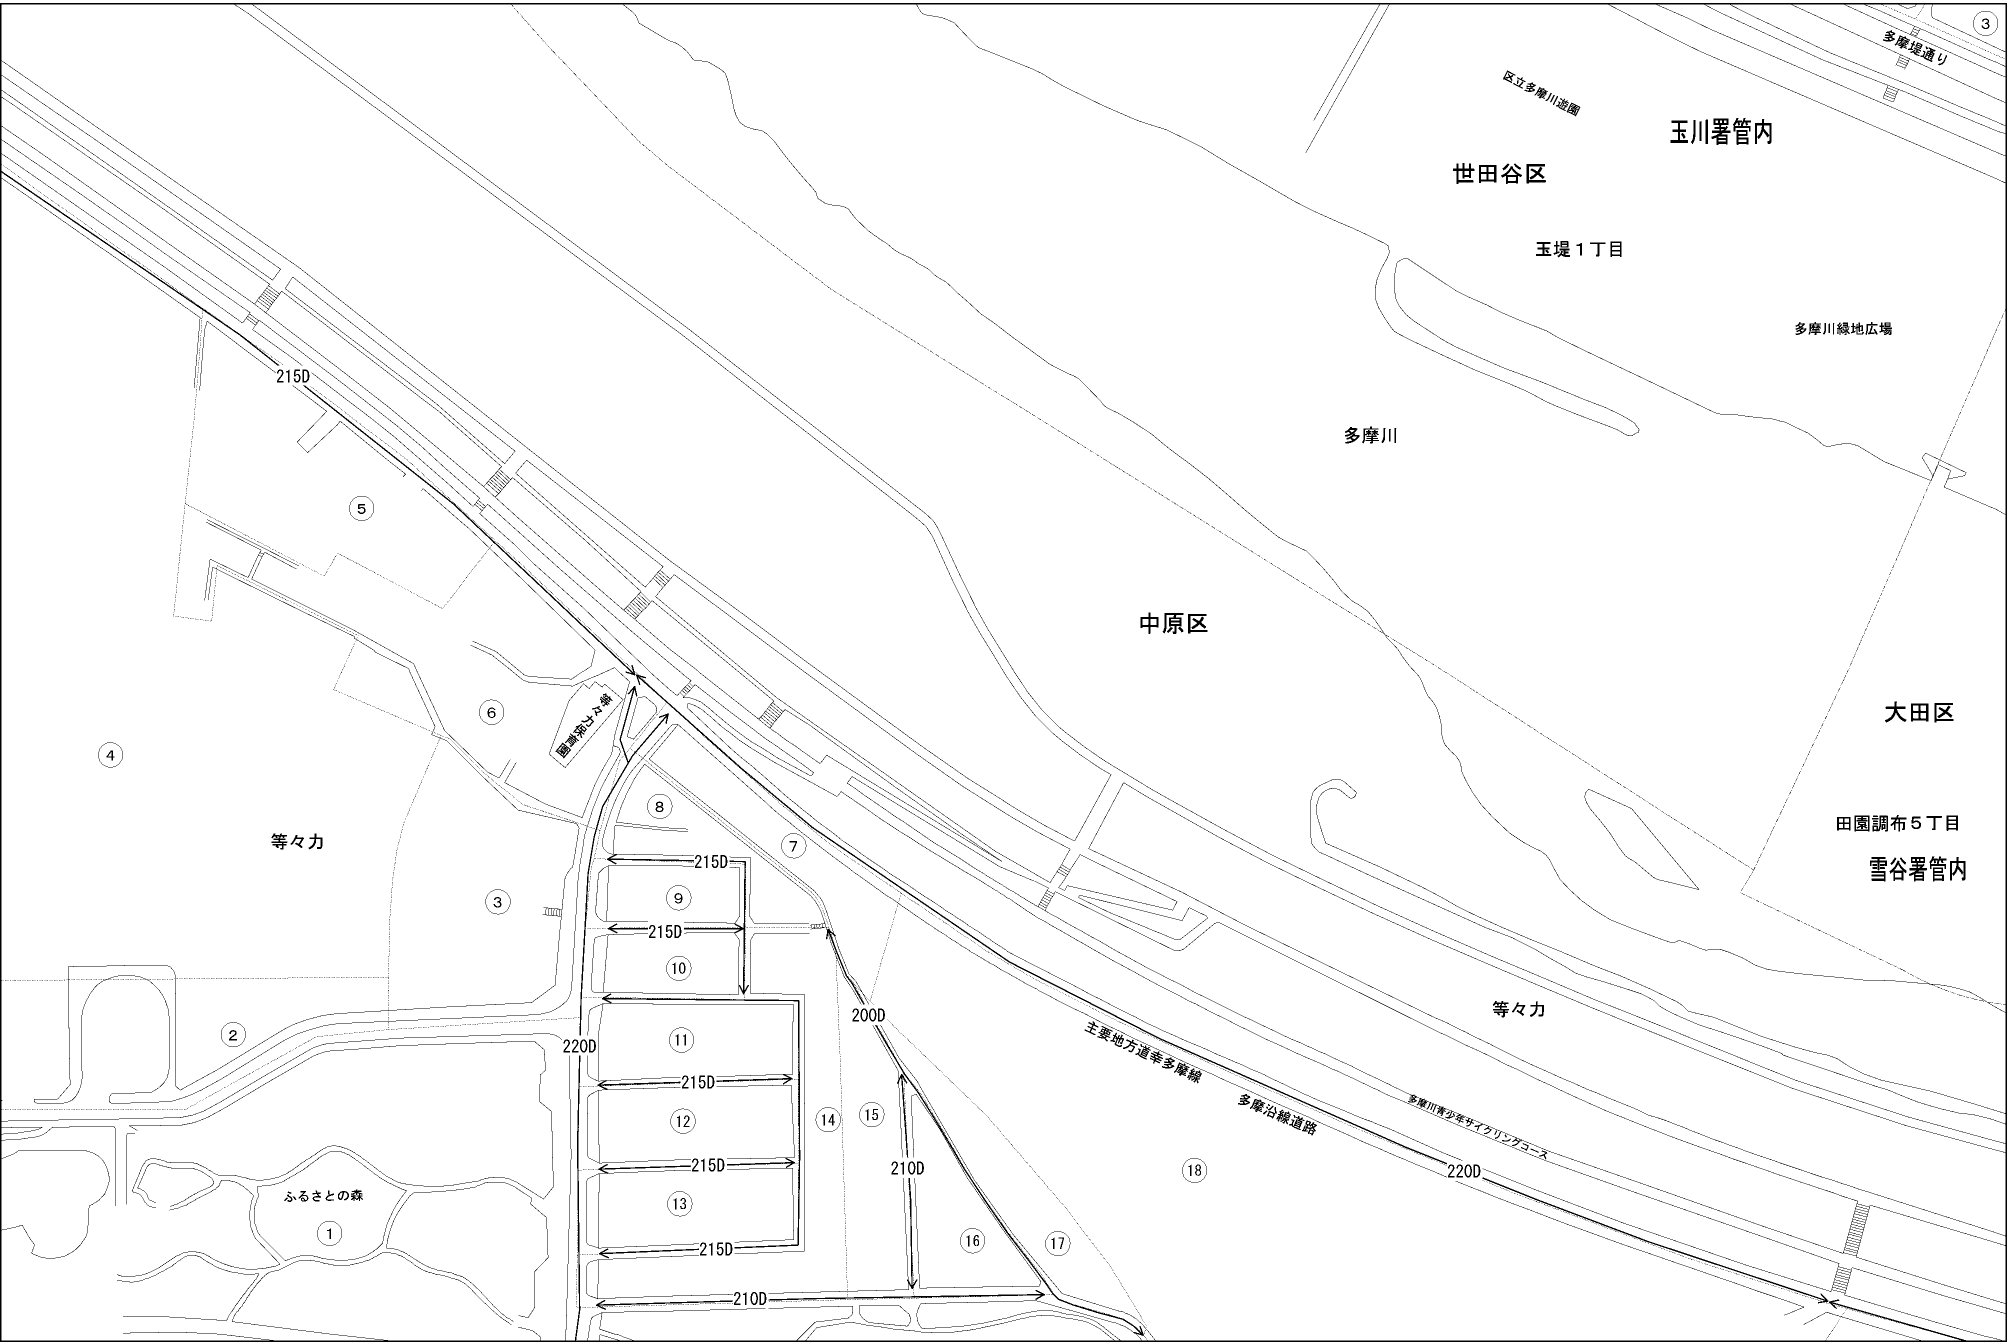 ③
多摩堤通り
区立多摩川遊園
玉川署管内
世田谷区
玉堤１丁目
多摩川緑地広場
215D
多摩川
⑤
中原区
⑥
等々力保育園
大田区
④
⑧
田園調布５丁目
等々力
⑦
雪谷署管内
215D
⑨
③
215D
⑩
等々力
200D
②
主要地方道幸多摩線
⑪
220D
215D
多摩沿線道路
多摩川青少年サイクリングコース
⑫
⑭
⑮
215D
210D
⑱
220D
ふるさとの森
⑬
①
⑯
⑰
215D
210D